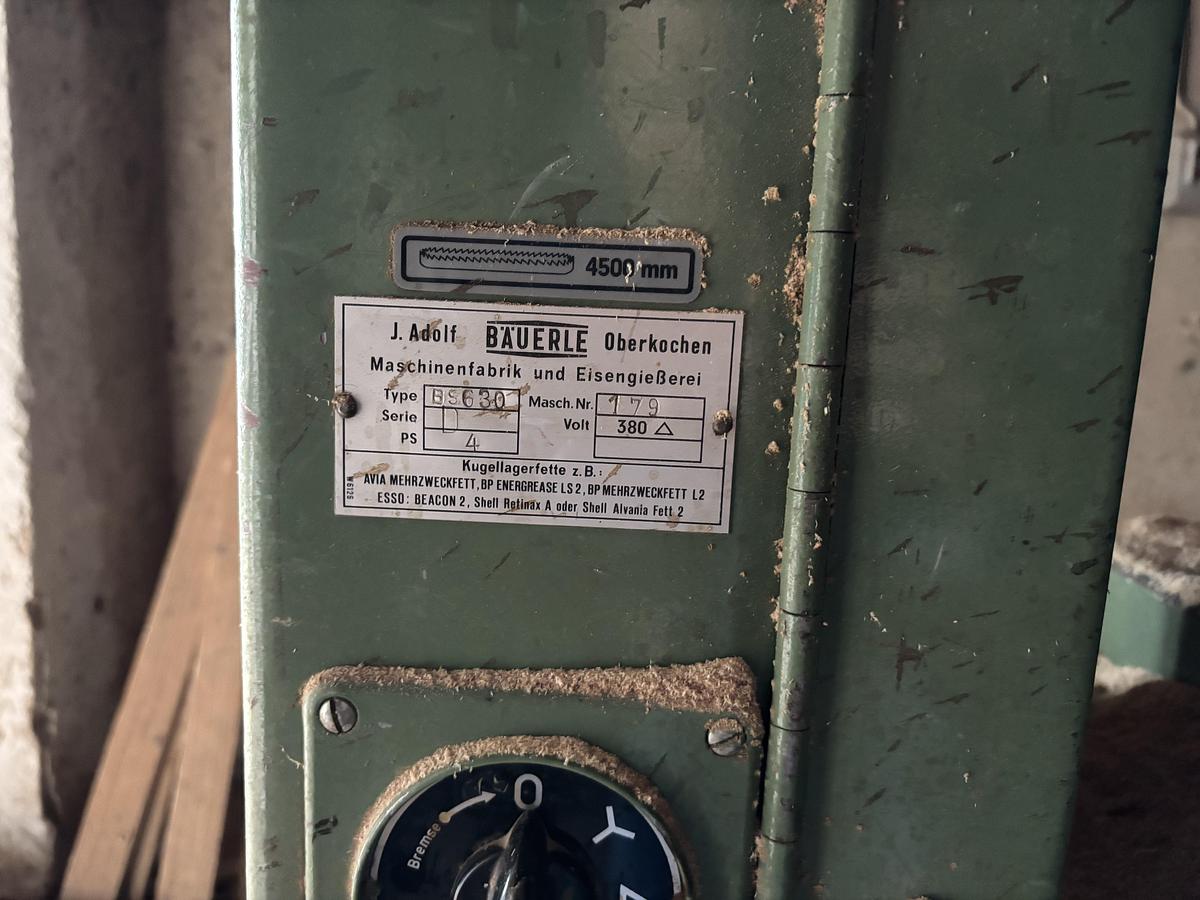 4500 mm
J. Adolf BÄUERLE Oberkochen
Maschinenfabrik und Eisengießerei
Type BS630 Masch. Nr. 179
Serie D Volt 380 △
PS 4
Kugellagerfette z.B.:
AVIA MEHRZWECKFETT, BP ENERGREASE LS 2, BP MEHRZWECKFETT L2
ESSO: BEACON 2, Shell Retinax A oder Shell Alvania Fett 2
W6126
0
Bremse